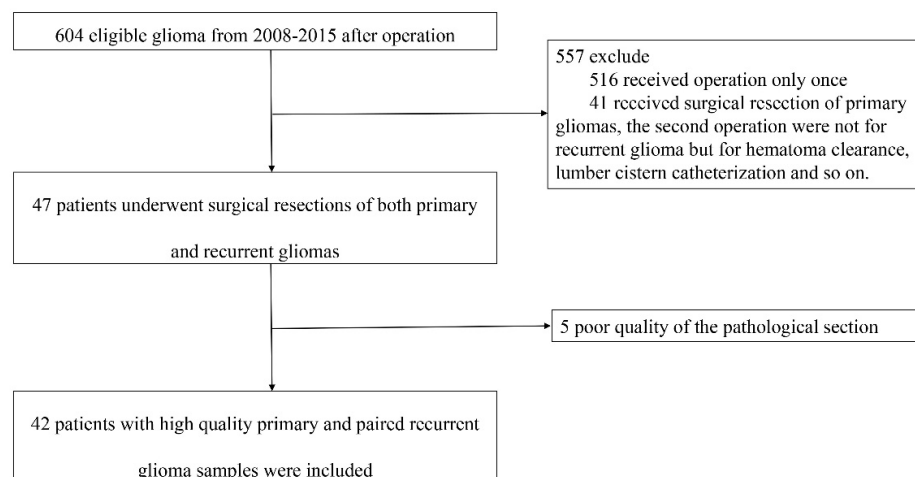 604 eligible glioma from 2008-2015 after operation
557 exclude
516 received operation only once
41 received surgical resection of primary
gliomas, the second operation were not for
recurrent glioma but for hematoma clearance,
lumber cistern catheterization and so on.
47 patients underwent surgical resections of both primary
and recurrent gliomas
5 poor quality of the pathological section
42 patients with high quality primary and paired recurrent
glioma samples were included